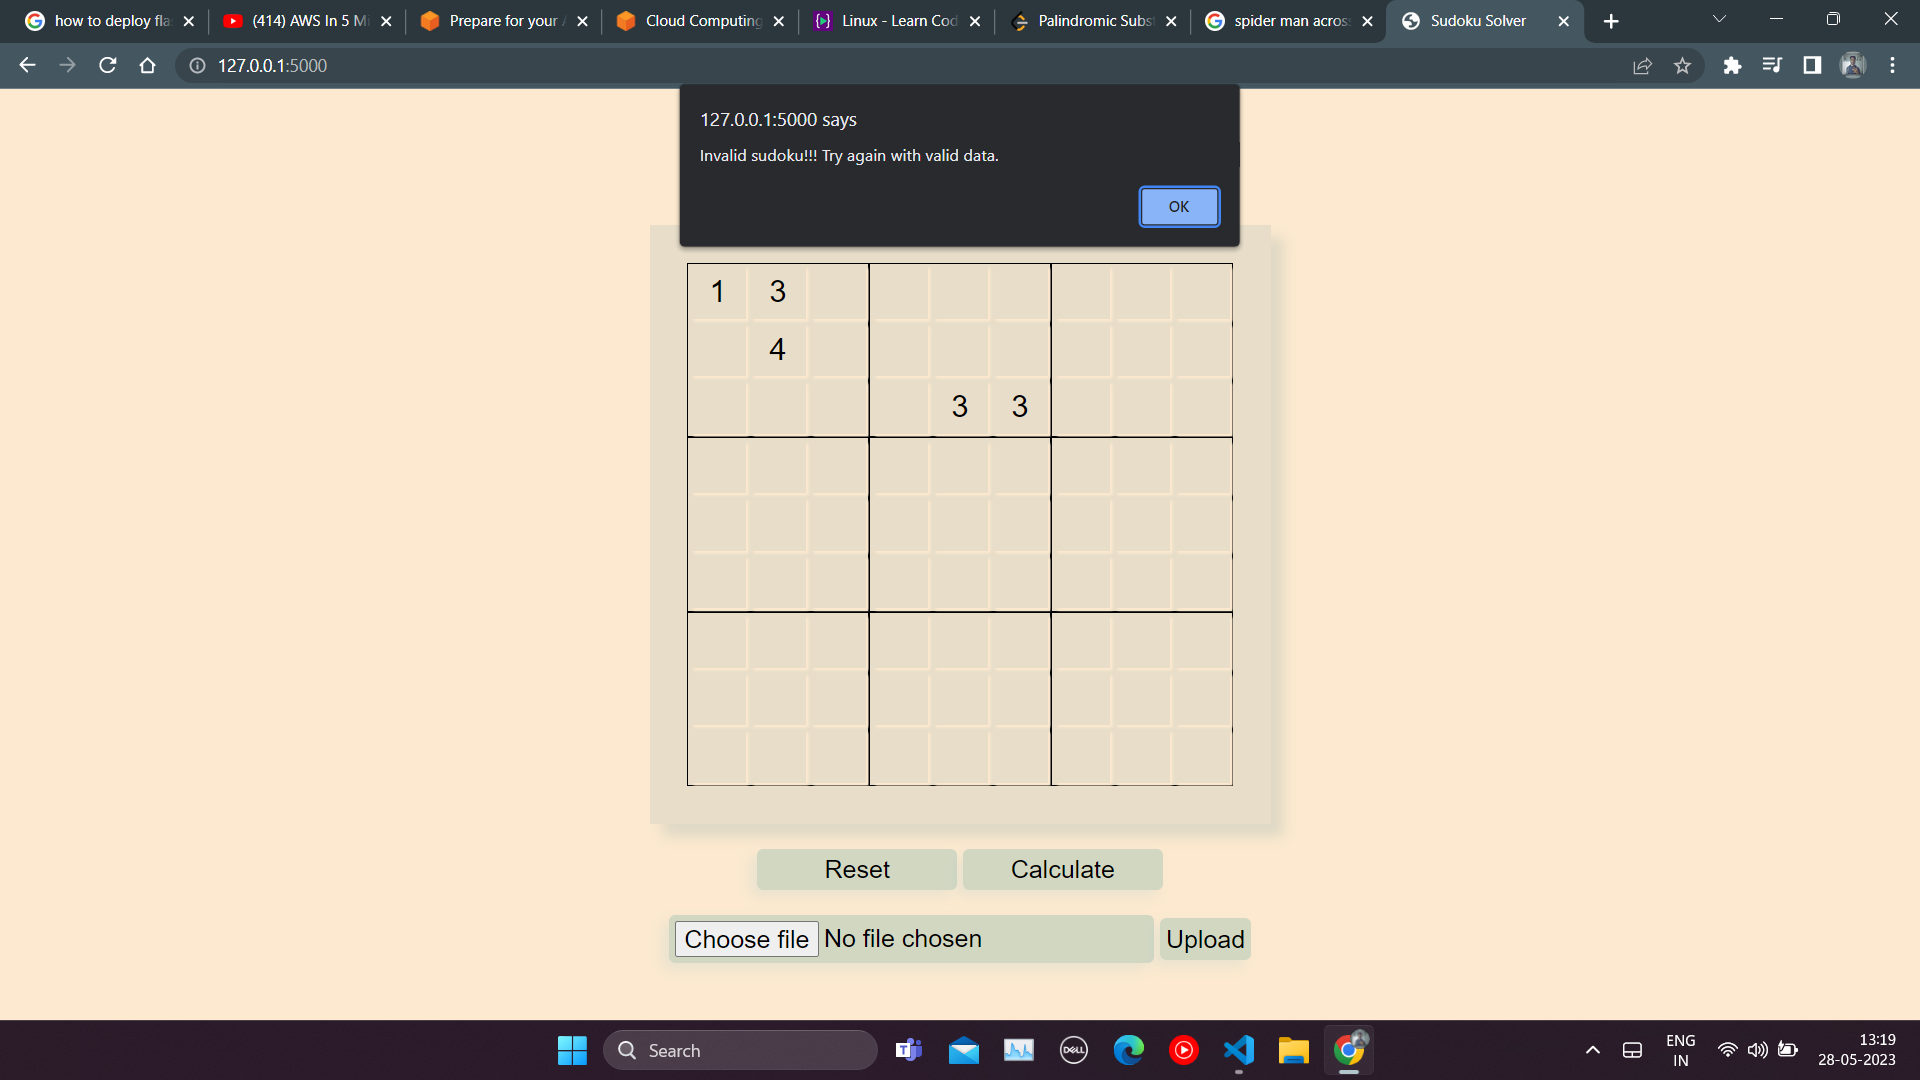 how to deploy fla
(414) AWS In 5 Mi
Prepare for your A
Cloud Computing
Linux - Learn Cod
Palindromic Subst
spider man across
Sudoku Solver
127.0.0.1:5000
127.0.0.1:5000 says
Invalid sudoku!!! Try again with valid data.
OK
1 3
4
3 3
Reset Calculate
Choose file No file chosen Upload
Search
DELL
ENG
IN
13:19
28-05-2023